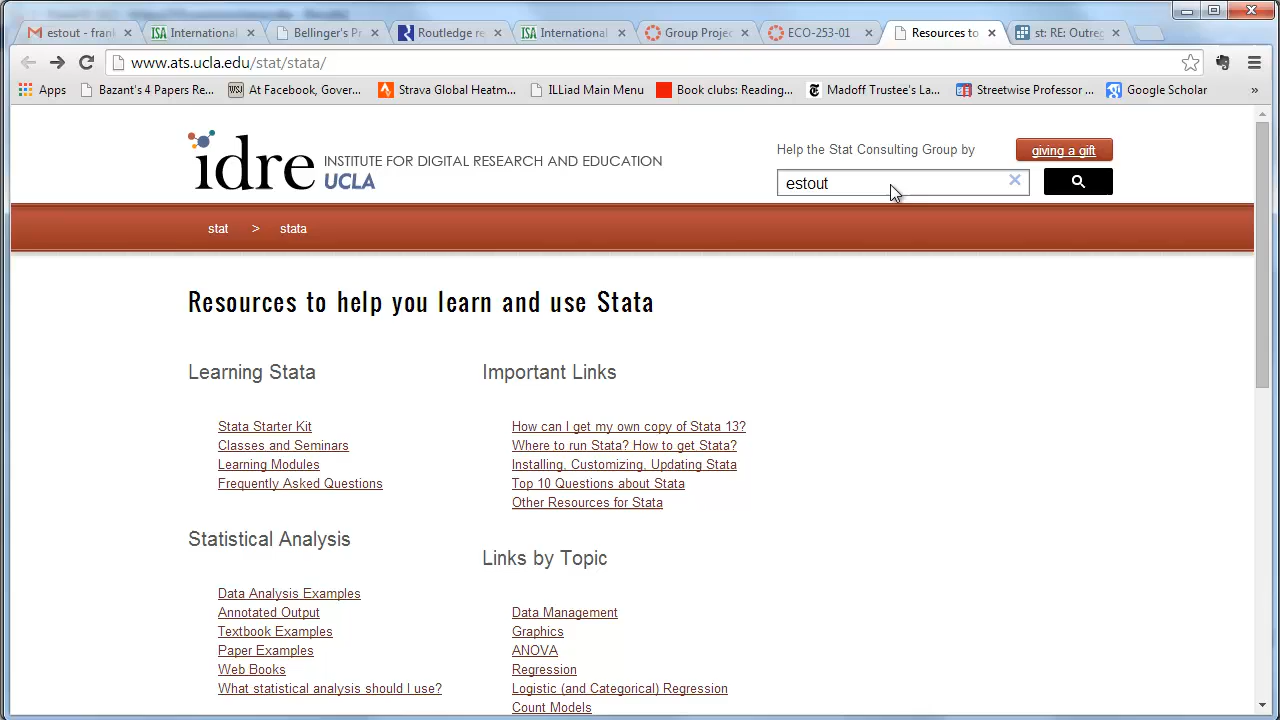 esto1\ - frank
International
Bellinger's Pr
Routledge re
International
Group Projec
ECO-253-01
Resources to
st: RE: Outre
www.ats.ucla.edu/stat/stata/
Apps
Basant's 4 Papers Re...
At Facebook, Gover...
Strava Global Heatm...
ILLiad Main Menu
Book clubs: Reading...
Madoff Trustee's La...
Streetwise Professor ...
Google Scholar
»
idre INSTITUTE FOR DIGITAL RESEARCH AND EDUCATION
UCLA
Help the Stat Consulting Group by
giving a gift
estout
stat > stata
Resources to help you learn and use Stata
Learning Stata
Stata Starter Kit
Classes and Seminars
Learning Modules
Frequently Asked Questions
Statistical Analysis
Data Analysis Examples
Annotated Output
Textbook Examples
Paper Examples
Web Books
What statistical analysis should I use?
Important Links
How can I get my own copy of Stata 13?
Where to run Stata? How to get Stata?
Installing, Customizing, Updating Stata
Top 10 Questions about Stata
Other Resources for Stata
Links by Topic
Data Management
Graphics
ANOVA
Regression
Logistic (and Categorical) Regression
Count Models